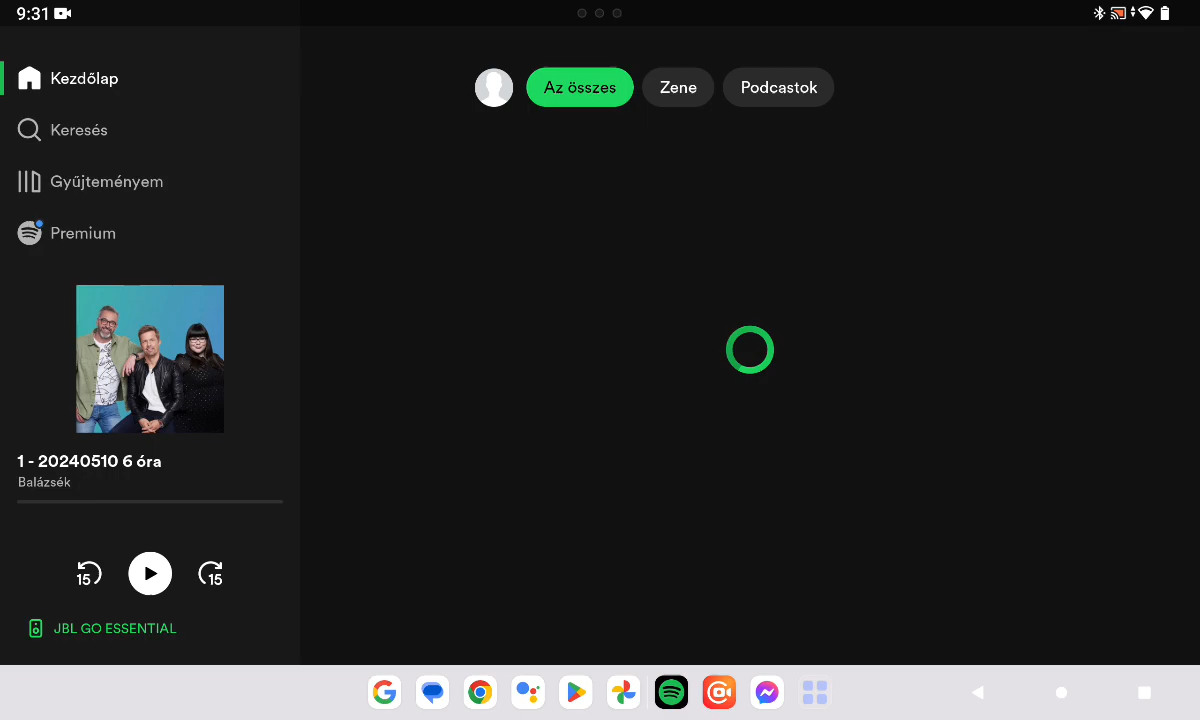 9:31
Kezdőlap
Keresés
Gyűjteményem
Premium
Az összes
Zene
Podcastok
1 - 20240510 6 óra
Balázsék
15
15
JBL GO ESSENTIAL